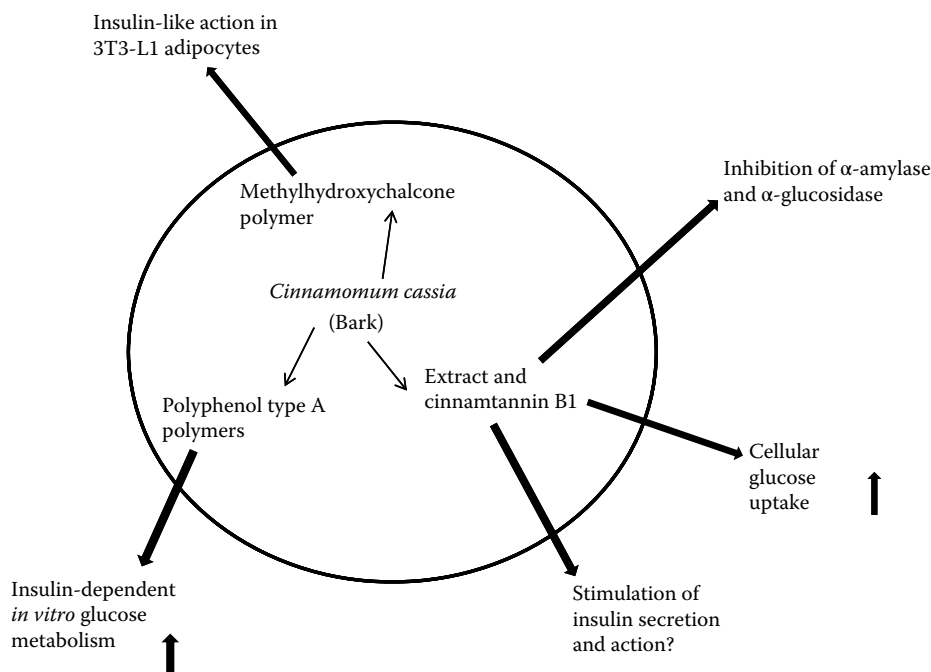 Insulin-like action in
3T3-L1 adipocytes
Inhibition of α-amylase
and α-glucosidase
Methylhydroxychalcone
polymer
Cinnamomum cassia
(Bark)
Extract and
cinnamtannin B1
Polyphenol type A
polymers
Cellular
glucose
uptake
Insulin-dependent
in vitro glucose
metabolism
Stimulation of
insulin secretion
and action?